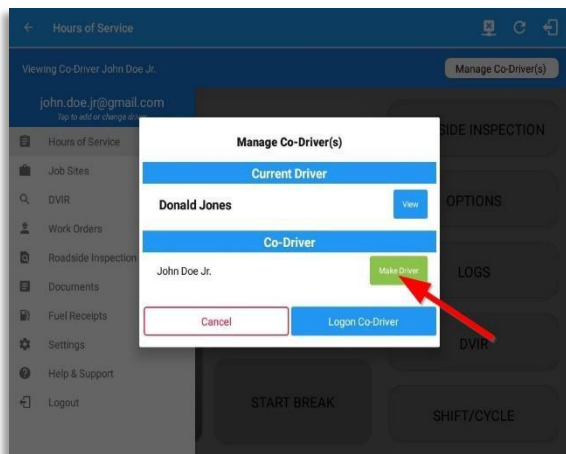 Hours of Service
Viewing Co-Driver John Doe Jr.
Manage Co-Driver(s)
john.doe.jr@gmail.com
Tap to add or change driver
Hours of Service
Job Sites
DVIR
Work Orders
Roadside Inspection
Documents
Fuel Receipts
Settings
Help & Support
Logout
Manage Co-Driver(s)
Current Driver
Donald Jones
View
Co-Driver
John Doe Jr.
Make Driver
Cancel
Logon Co-Driver
SIDE INSPECTION
OPTIONS
LOGS
DVIR
START BREAK
SHIFT/CYCLE